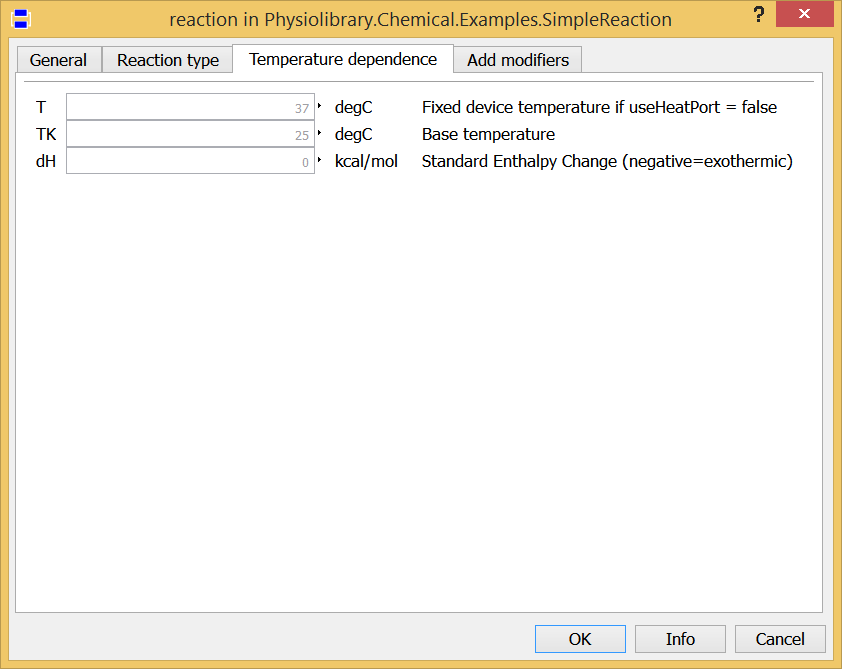 reaction in Physiolibrary.Chemical.Examples.SimpleReaction ?
General Reaction type Temperature dependence Add modifiers
T 37 degC Fixed device temperature if useHeatPort = false
TK 25 degC Base temperature
dH 0 kcal/mol Standard Enthalpy Change (negative=exothermic)
OK Info Cancel